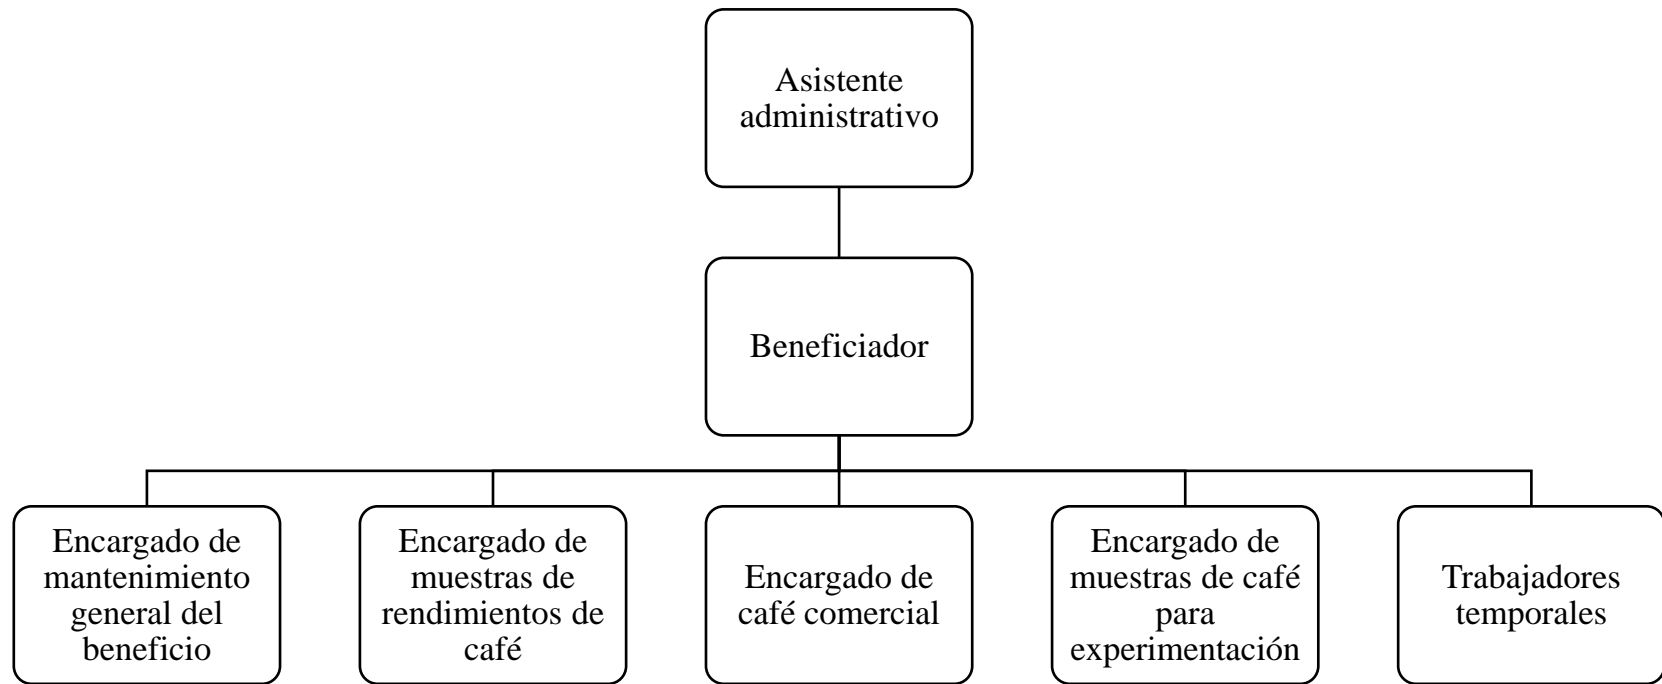 Asistente
administrativo
Beneficiador
Encargado de
mantenimiento
general del
beneficio
Encargado de
muestras de
rendimientos de
café
Encargado de
café comercial
Encargado de
muestras de café
para
experimentación
Trabajadores
temporales